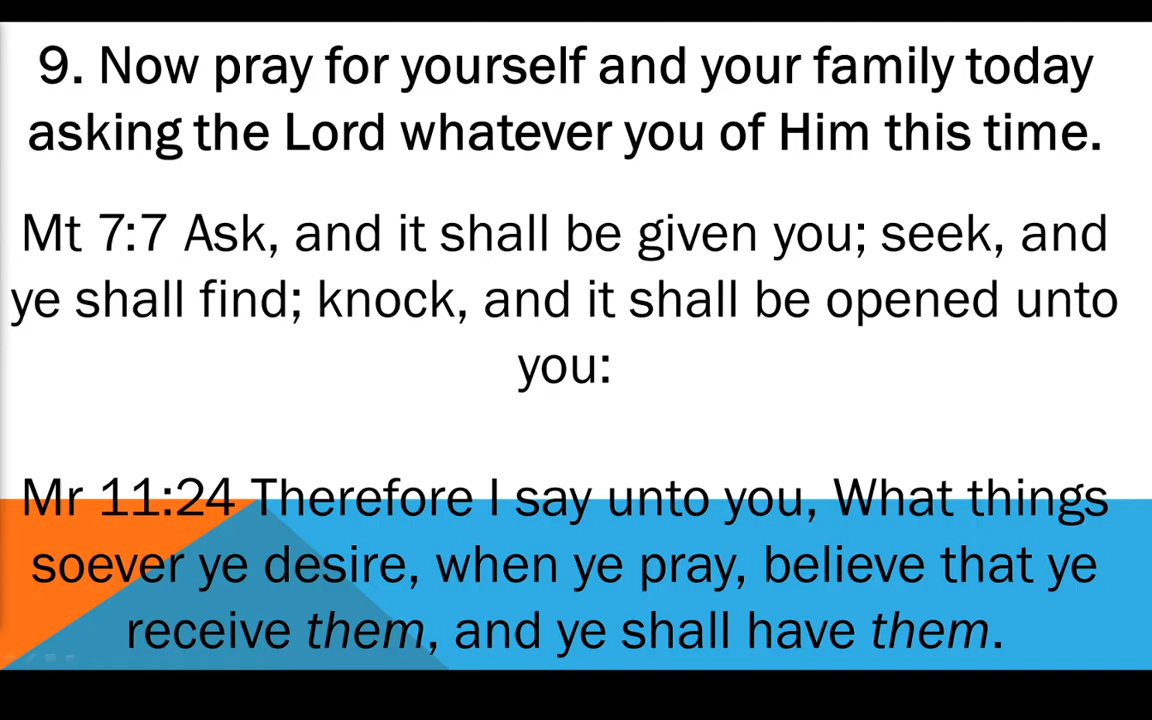 9. Now pray for yourself and your family today
asking the Lord whatever you of Him this time.
Mt 7:7 Ask, and it shall be given you; seek, and
ye shall find; knock, and it shall be opened unto
you:
Mr 11:24 Therefore I say unto you, What things
soever ye desire, when ye pray, believe that ye
receive them, and ye shall have them.